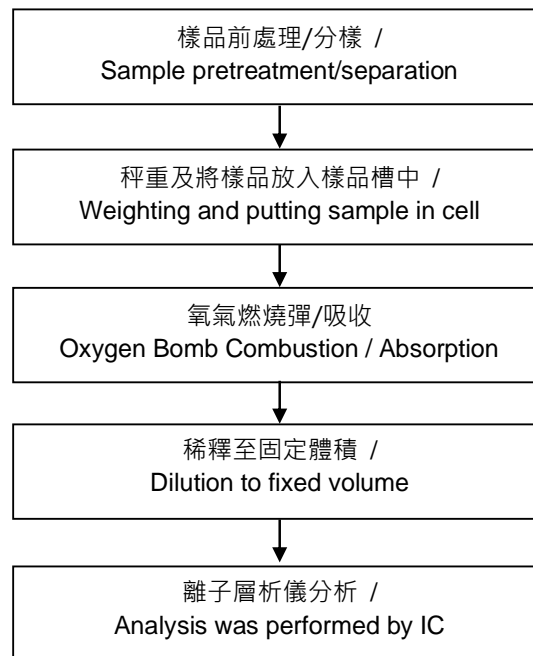 樣品前處理/分樣 /
Sample pretreatment/separation
秤重及將樣品放入樣品槽中 /
Weighting and putting sample in cell
氧氣燃燒彈/吸收
Oxygen Bomb Combustion / Absorption
稀釋至固定體積 /
Dilution to fixed volume
離子層析儀分析 /
Analysis was performed by IC